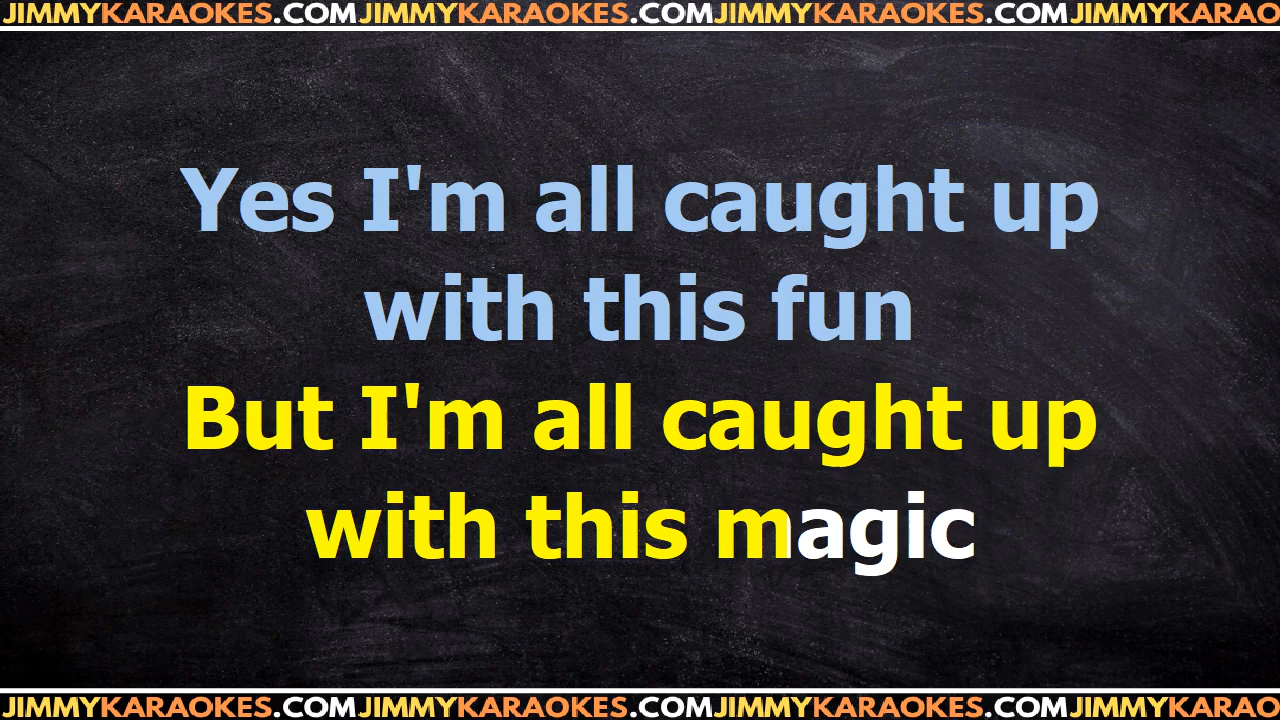 JIMMYKARAOKES.COMJIMMYKARAOKES.COMJIMMYKARAOKES.COMJIMMYKARAO
Yes I'm all caught up
with this fun
But I'm all caught up
with this magic
JIMMYKARAOKES.COMJIMMYKARAOKES.COMJIMMYKARAOKES.COMJIMMYKARAO